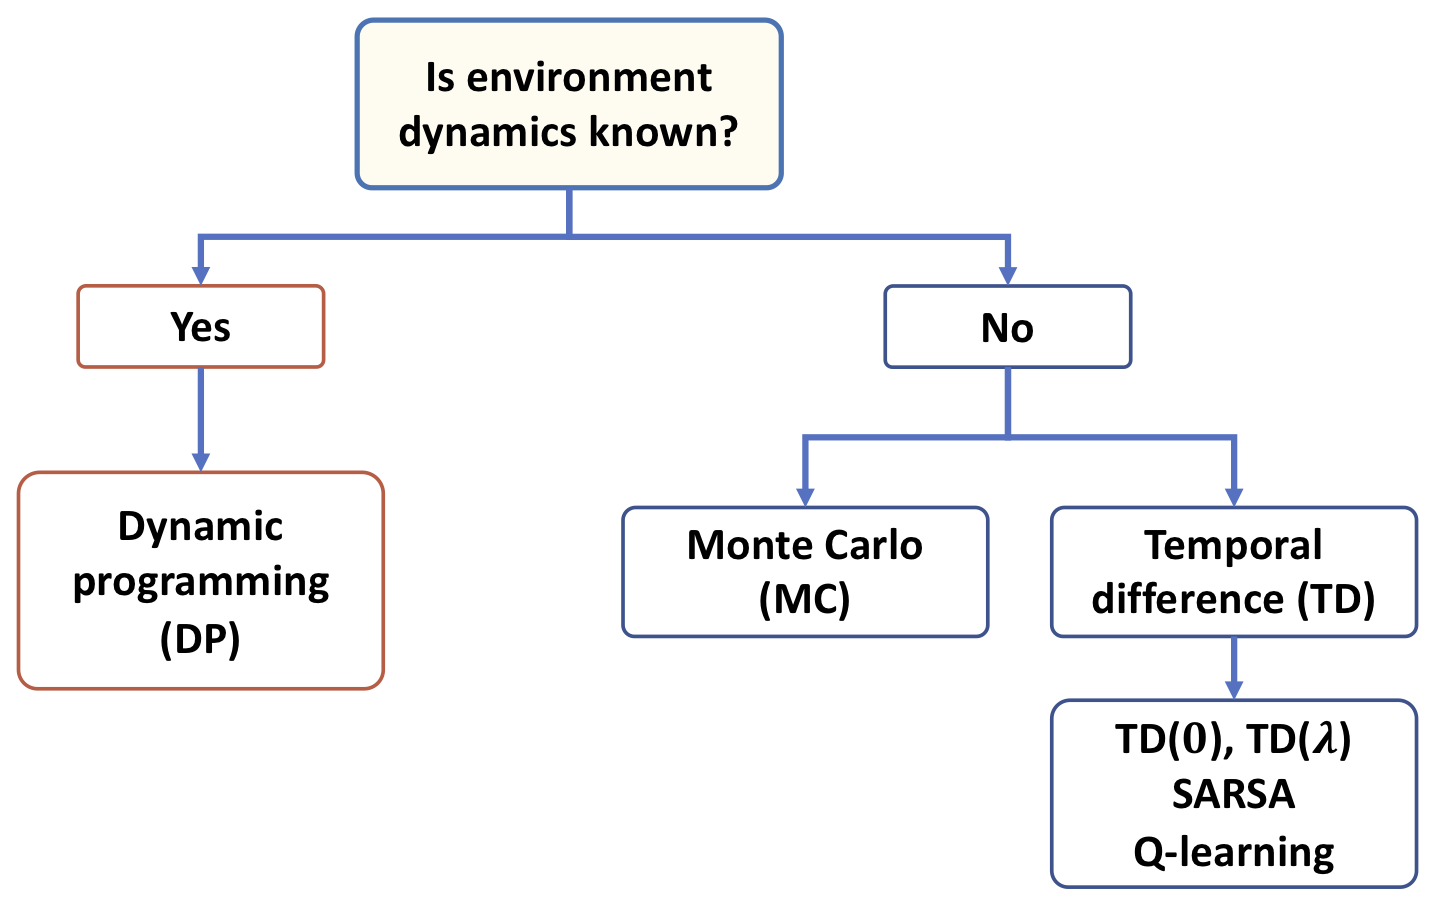 Is environment
dynamics known?
Yes
No
Dynamic
programming
(DP)
Monte Carlo
(MC)
Temporal
difference (TD)
TD(0), TD(λ)
SARSA
Q-learning